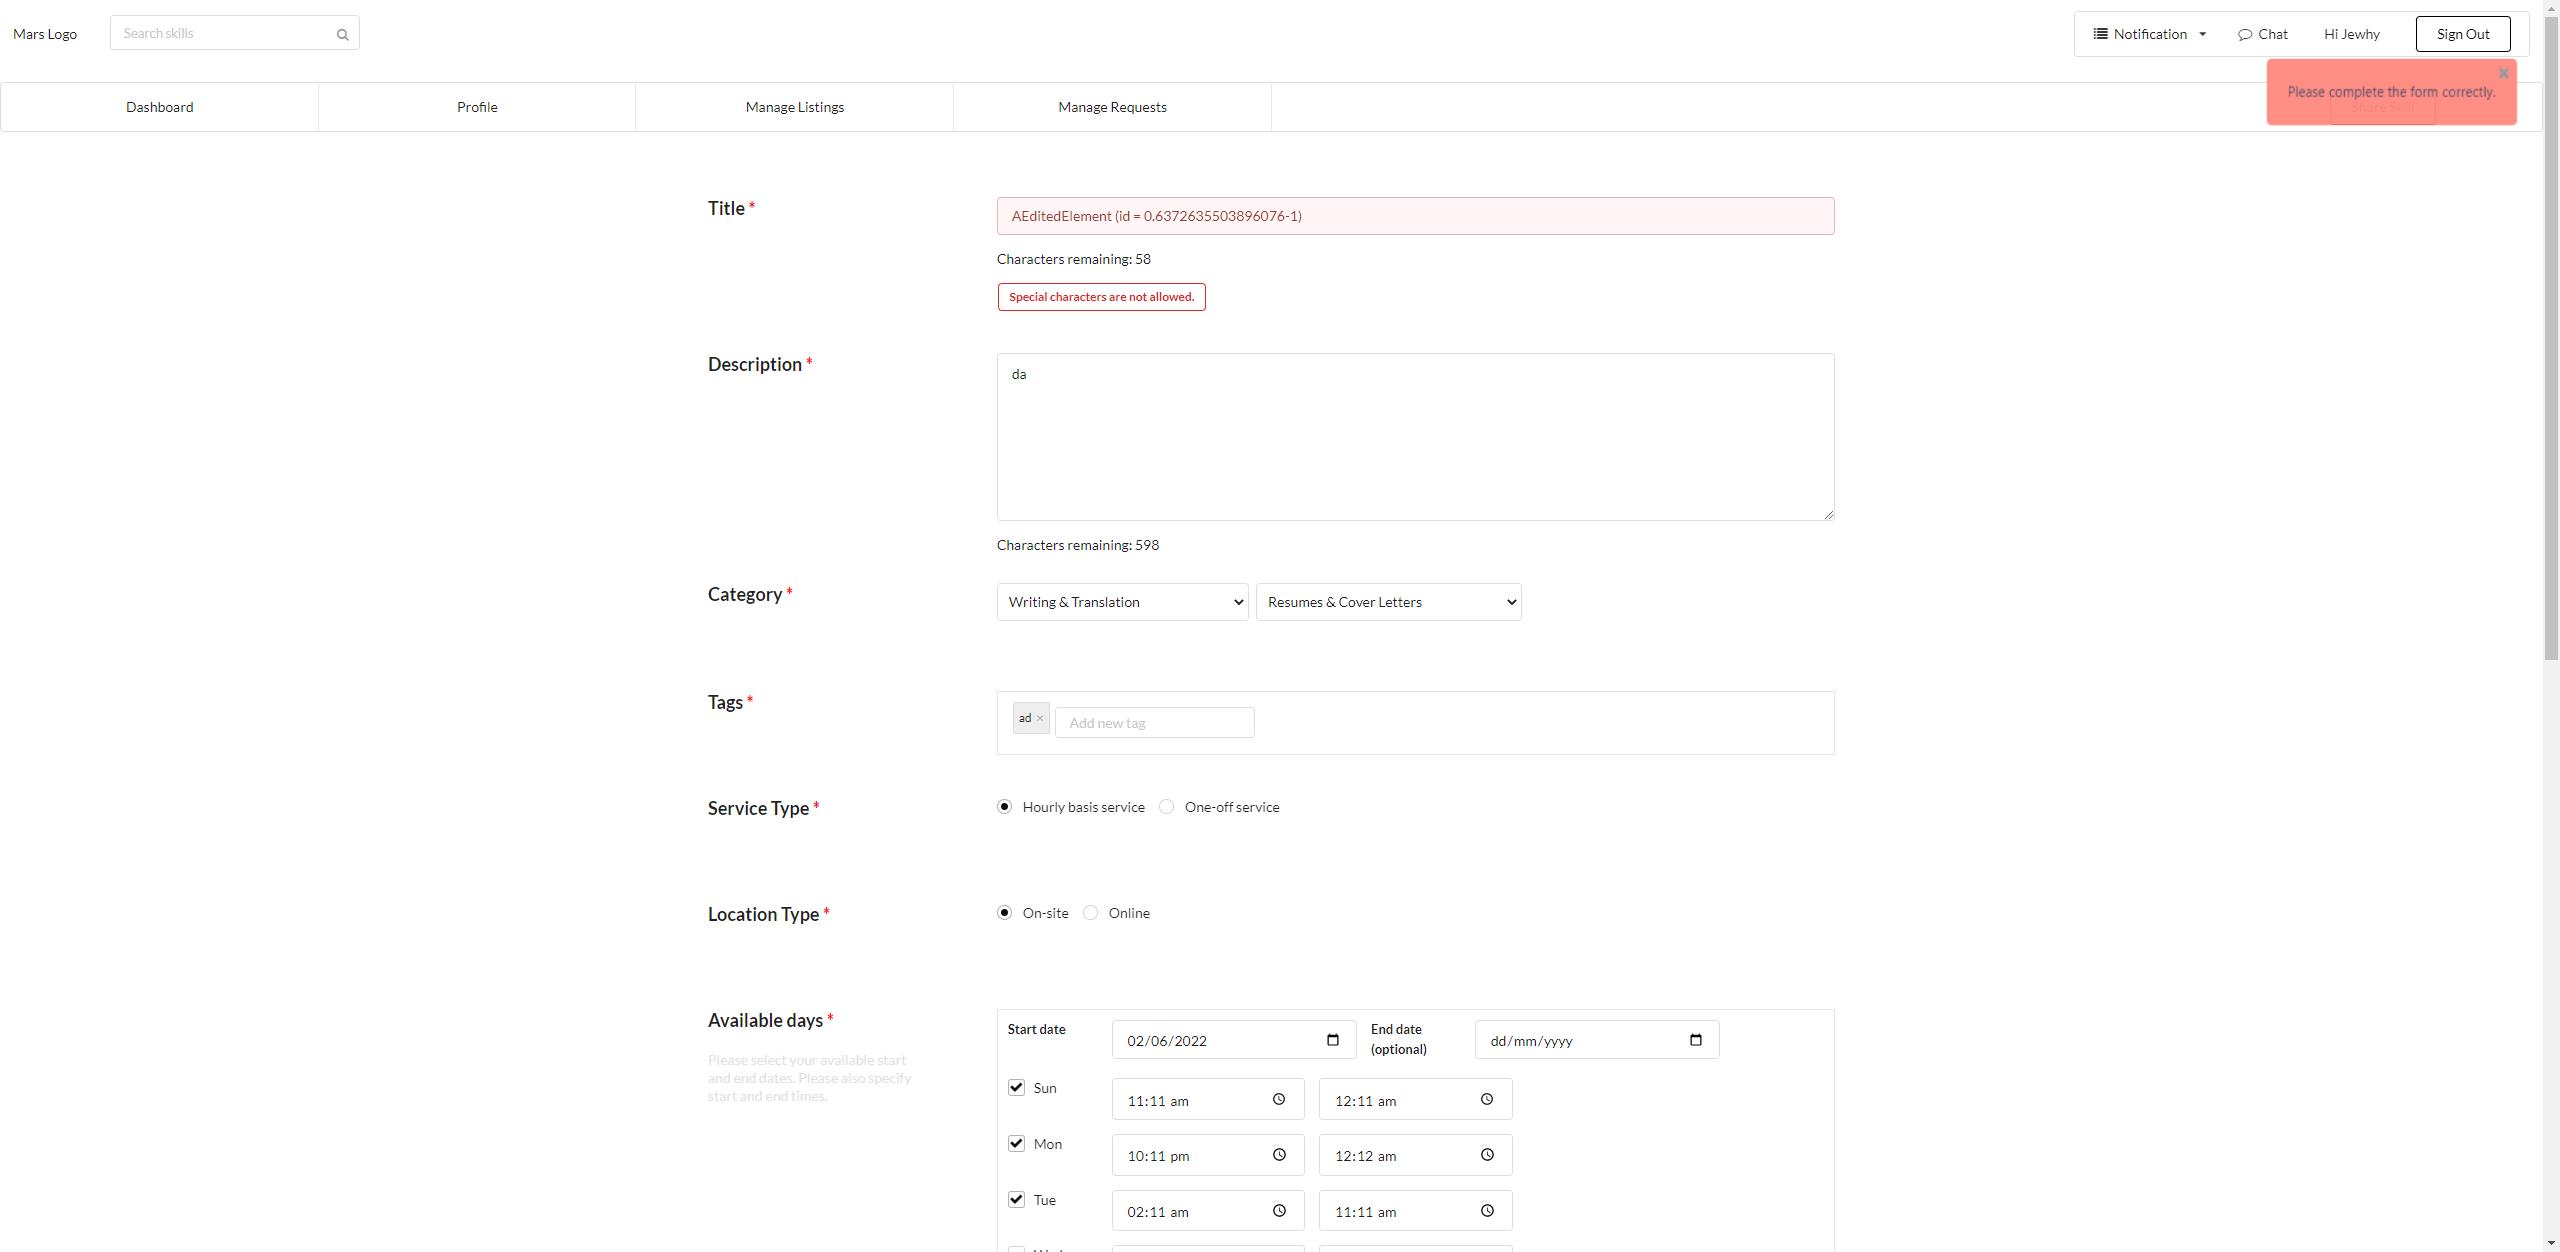 Mars Logo
Search skills
Notification
Chat
Hi Jewhy
Sign Out
Please complete the form correctly.
Dashboard
Profile
Manage Listings
Manage Requests
Share Skill
Title *
AEditedElement (id = 0.6372635503896076-1)
Characters remaining: 58
Special characters are not allowed.
Description *
da
Characters remaining: 598
Category *
Writing & Translation
Resumes & Cover Letters
Tags *
ad ×
Add new tag
Service Type *
Hourly basis service
One-off service
Location Type *
On-site
Online
Available days *
Please select your available start
and end dates. Please also specify
start and end times.
Start date
02/06/2022
End date
(optional)
dd/mm/yyyy
Sun
11:11 am
12:11 am
Mon
10:11 pm
12:12 am
Tue
02:11 am
11:11 am